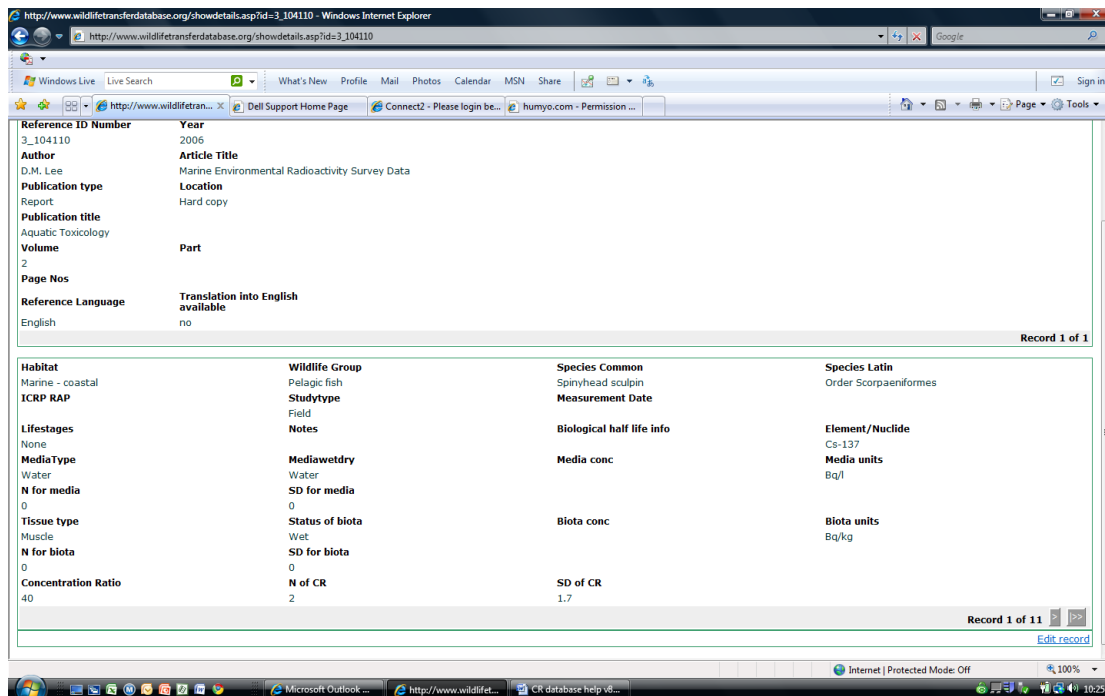 http://www.wildlifetransferdatabase.org/showdetails.asp?id=3_104110 - Windows Internet Explorer
http://www.wildlifetransferdatabase.org/showdetails.asp?id=3_104110 Google
Windows Live Live Search What's New Profile Mail Photos Calendar MSN Share Sign in
http://www.wildlifetran... X Dell Support Home Page Connect2 - Please login be... humyo.com - Permission ... Page Tools
Reference ID Number Year
3_104110 2006
Author Article Title
D.M. Lee Marine Environmental Radioactivity Survey Data
Publication type Location
Report Hard copy
Publication title
Aquatic Toxicology
Volume Part
2
Page Nos
Reference Language Translation into English available
English no
Record 1 of 1
Habitat Wildlife Group Species Common Species Latin
Marine - coastal Pelagic fish Spinyhead sculpin Order Scorpaeniformes
ICRP RAP Studytype Measurement Date
Field
Lifestages Notes Biological half life info Element/Nuclide
None Cs-137
MediaType Mediawetdry Media conc Media units
Water Water Bq/l
N for media SD for media
0 0
Tissue type Status of biota Biota conc Biota units
Muscle Wet Bq/kg
N for biota SD for biota
0 0
Concentration Ratio N of CR SD of CR
40 2 1.7
Record 1 of 11 > >>
Edit record
Internet | Protected Mode: Off 100%
Microsoft Outlook ... http://www.wildlifet... CR database help v8... 10:25